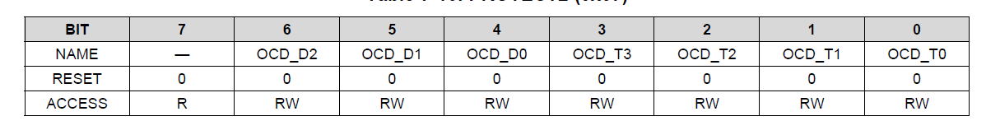 BIT 7 6 5 4 3 2 1 0
NAME — OCD_D2 OCD_D1 OCD_D0 OCD_T3 OCD_T2 OCD_T1 OCD_T0
RESET 0 0 0 0 0 0 0 0
ACCESS R RW RW RW RW RW RW RW